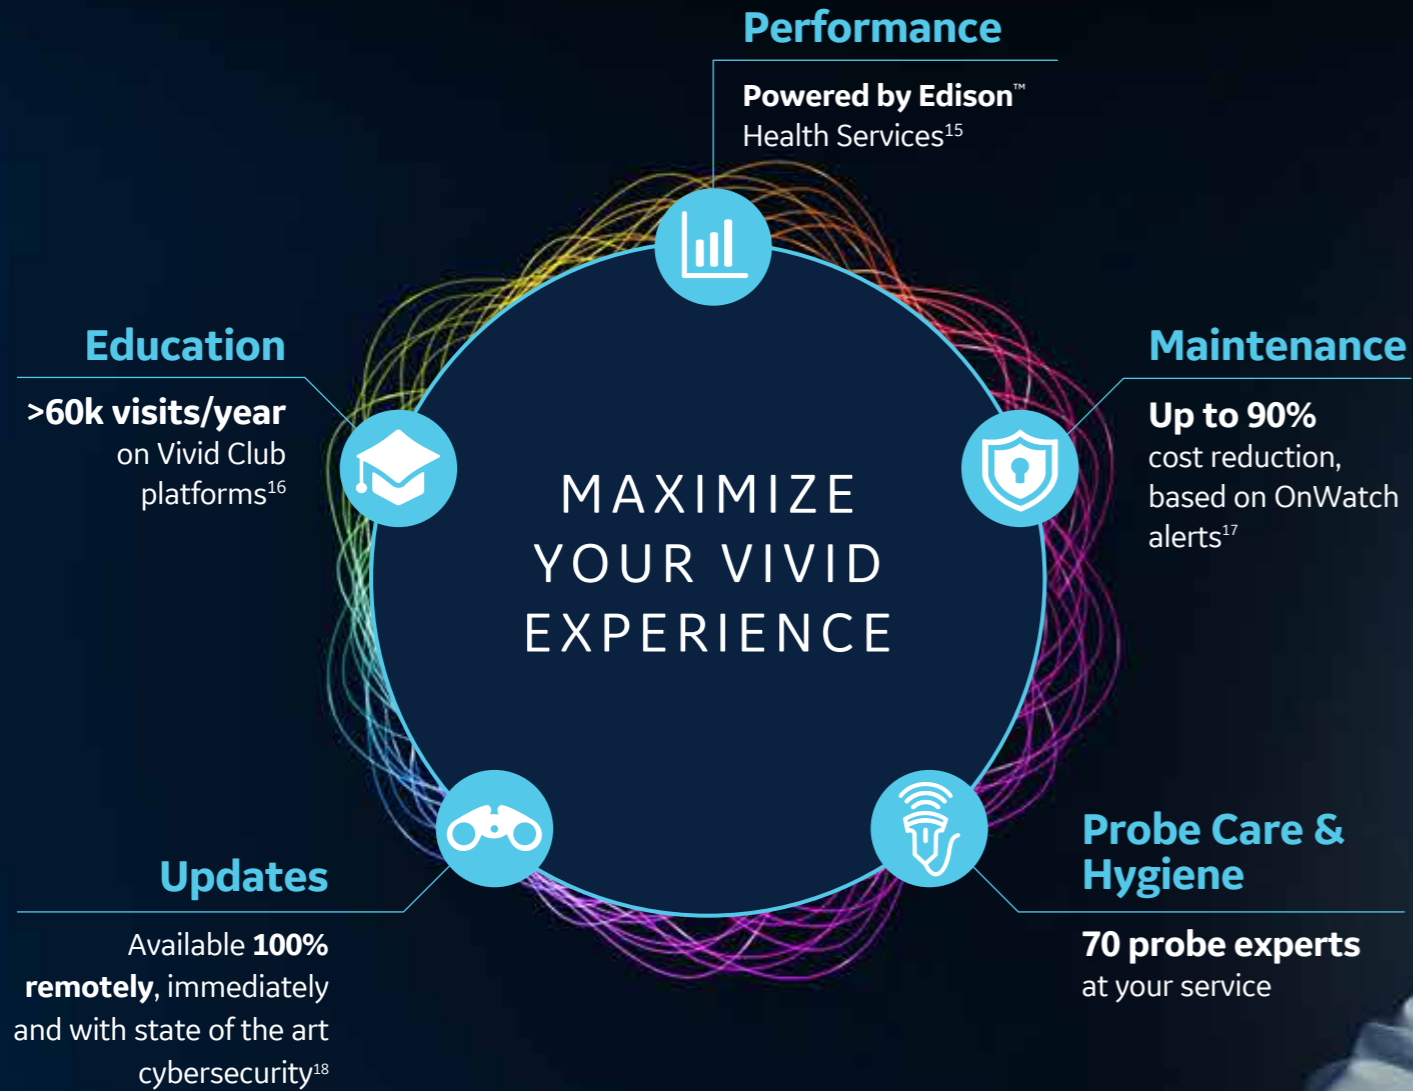 Performance
Powered by Edison™
Health Services¹⁵
Education
>60k visits/year
on Vivid Club
platforms¹⁶
Maintenance
Up to 90%
cost reduction,
based on OnWatch
alerts¹⁷
MAXIMIZE
YOUR VIVID
EXPERIENCE
Updates
Available 100%
remotely, immediately
and with state of the art
cybersecurity¹⁸
Probe Care &
Hygiene
70 probe experts
at your service